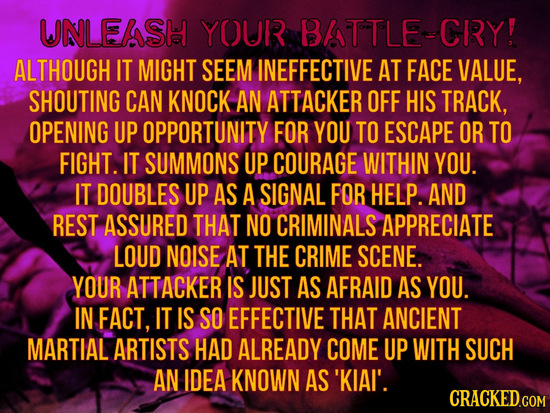 UNLEASH YOUR BATTLE-CRY!
ALTHOUGH IT MIGHT SEEM INEFFECTIVE AT FACE VALUE,
SHOUTING CAN KNOCK AN ATTACKER OFF HIS TRACK,
OPENING UP OPPORTUNITY FOR YOU TO ESCAPE OR TO
FIGHT. IT SUMMONS UP COURAGE WITHIN YOU.
IT DOUBLES UP AS A SIGNAL FOR HELP. AND
REST ASSURED THAT NO CRIMINALS APPRECIATE
LOUD NOISE AT THE CRIME SCENE.
YOUR ATTACKER IS JUST AS AFRAID AS YOU.
IN FACT, IT IS SO EFFECTIVE THAT ANCIENT
MARTIAL ARTISTS HAD ALREADY COME UP WITH SUCH
AN IDEA KNOWN AS 'KIAI'.
CRACKED.COM